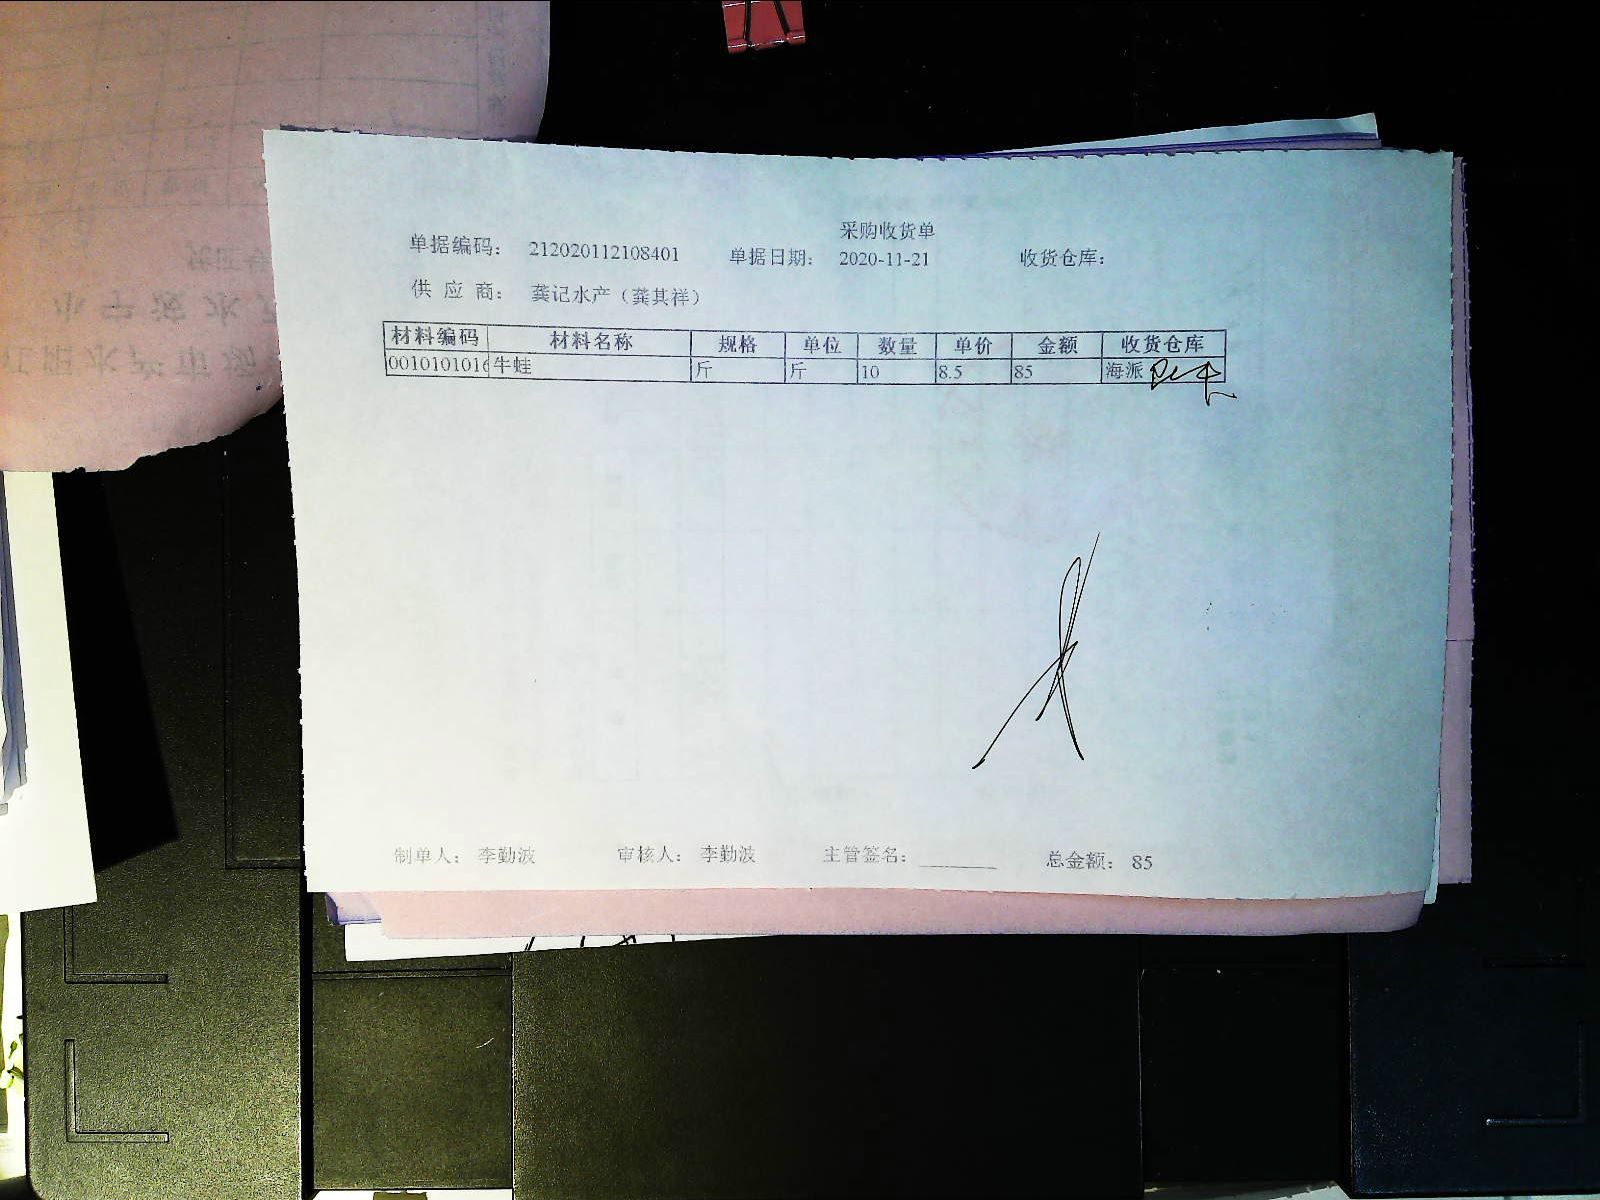 采购收货单
单据编码： 212020112108401 单据日期： 2020-11-21 收货仓库：
供 应 商： 龚记水产（龚其祥）
材料编码 材料名称 规格 单位 数量 单价 金额 收货仓库
0010101016 牛蛙 斤 斤 10 8.5 85 海派
制单人： 李勤波 审核人： 李勤波 主管签名： 总金额： 85